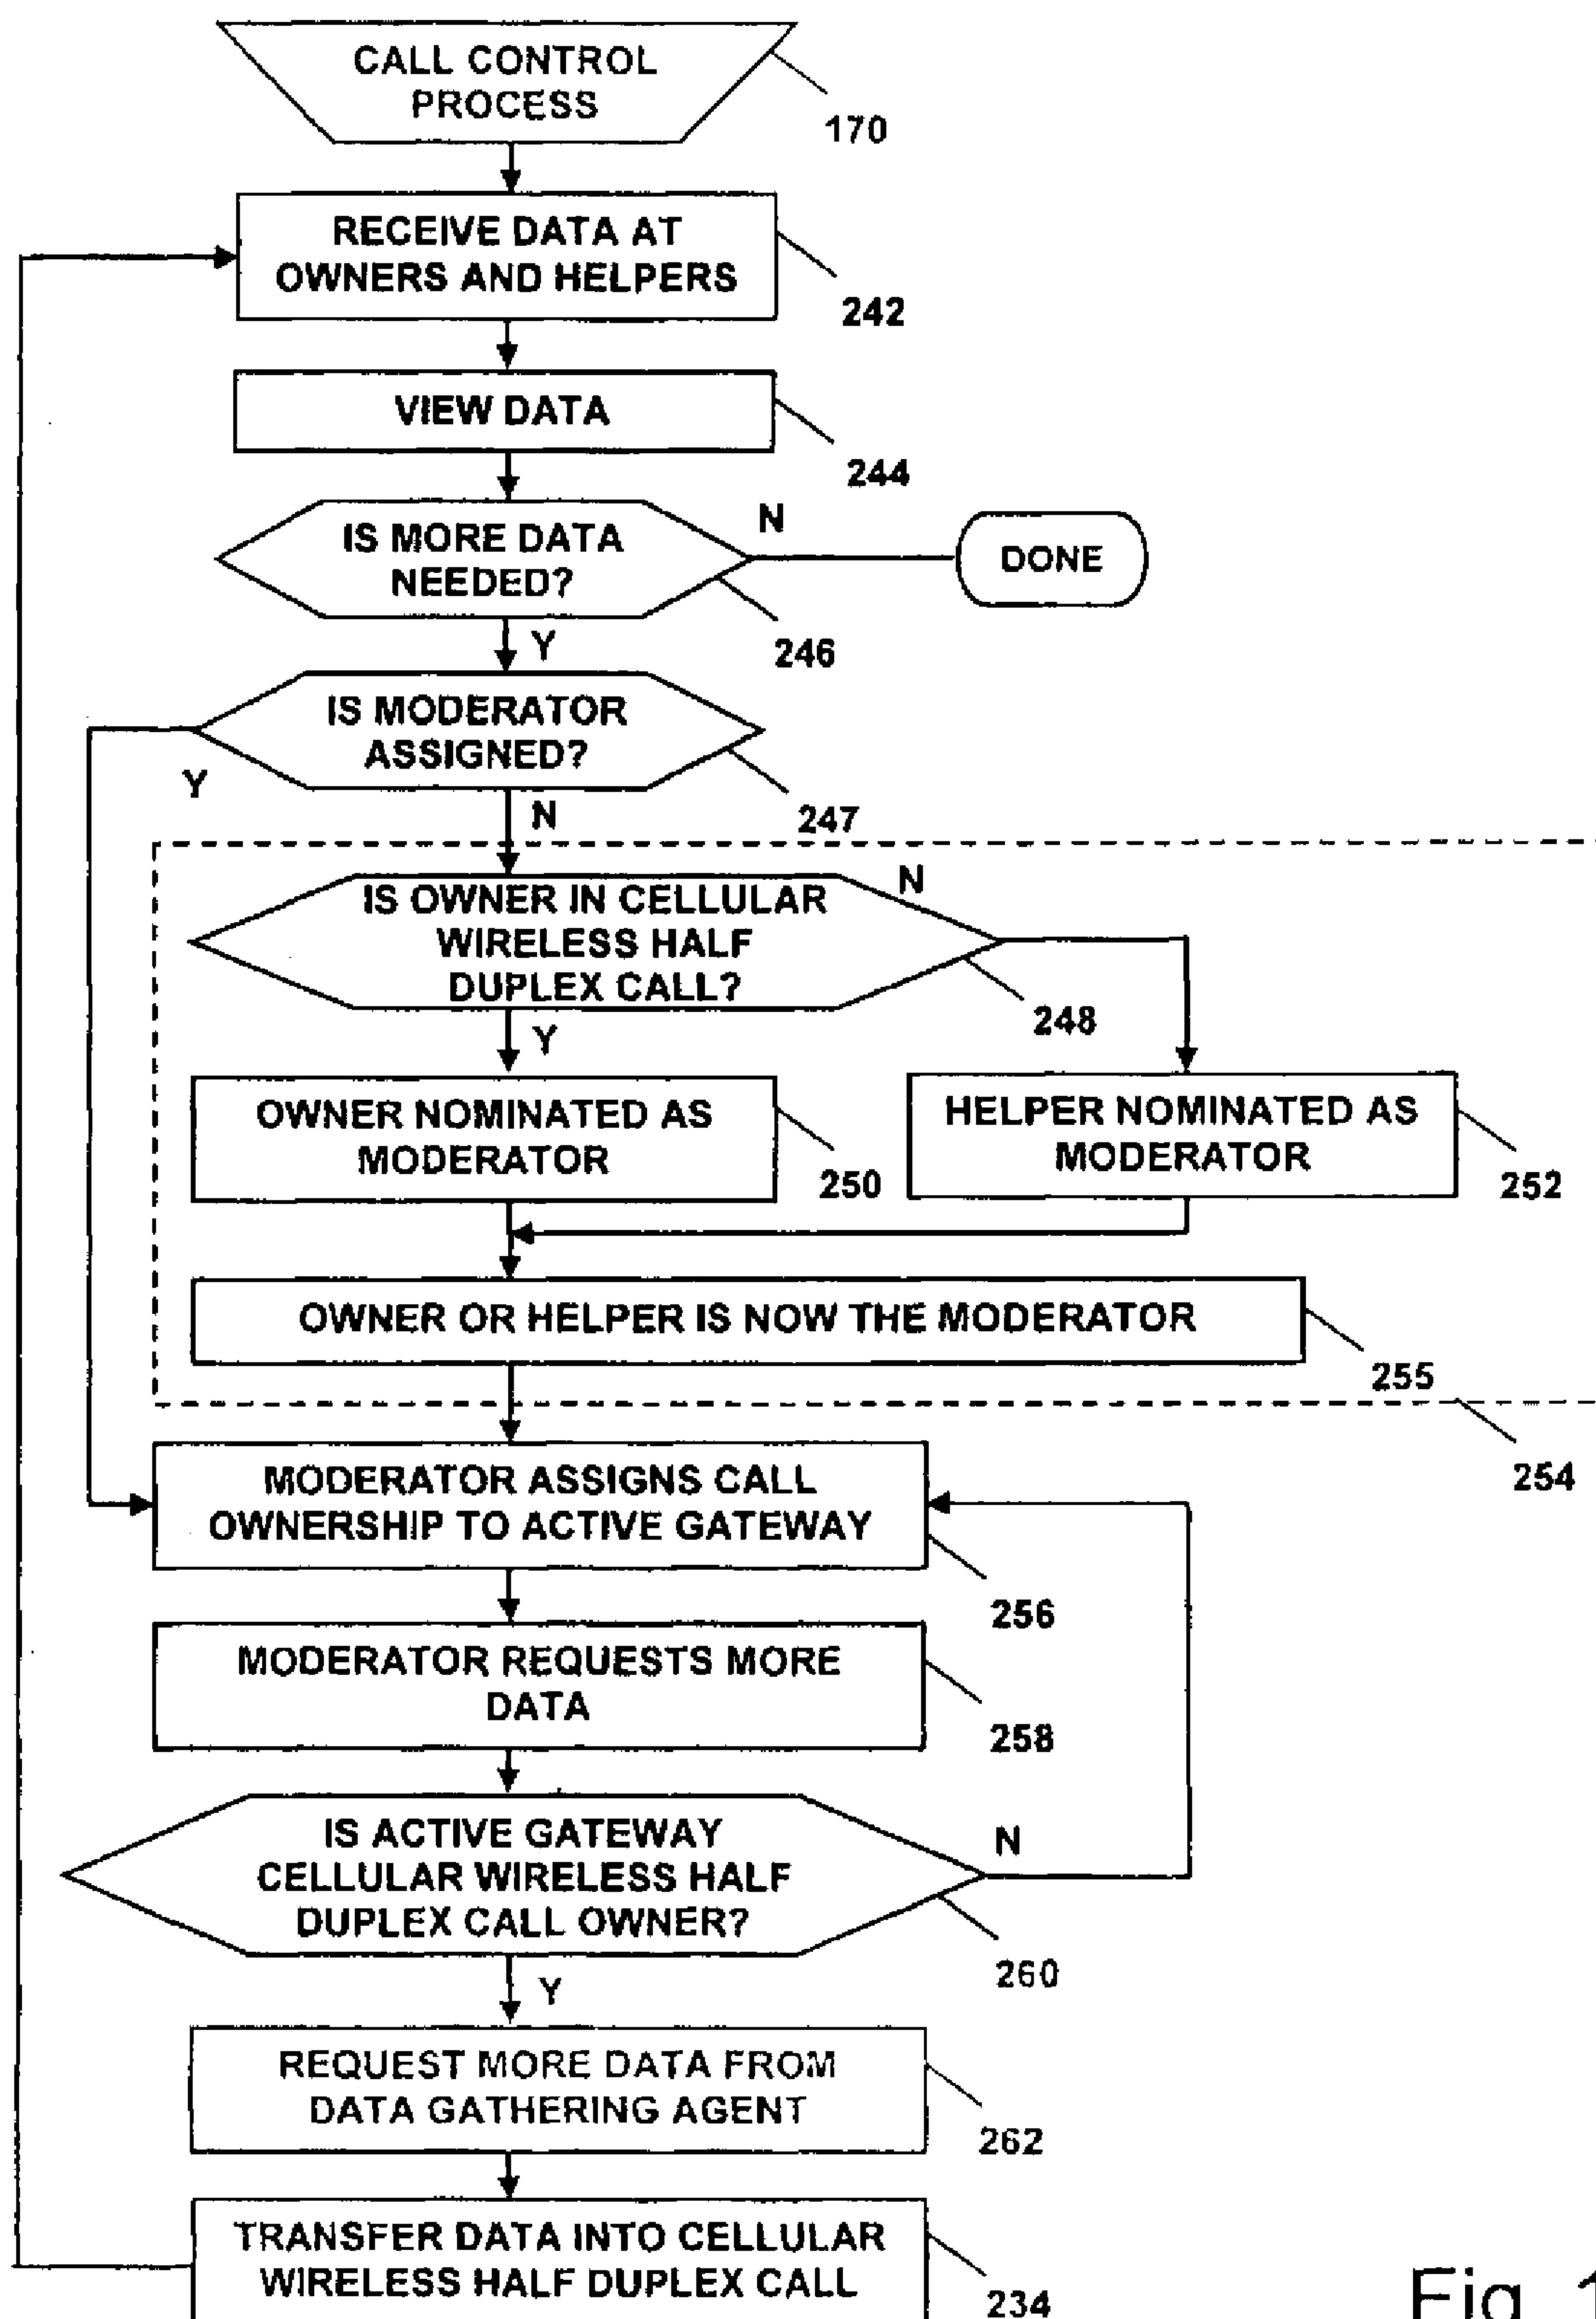 CALL CONTROL
PROCESS
170
RECEIVE DATA AT
OWNERS AND HELPERS
242
VIEW DATA
244
IS MORE DATA
NEEDED?
N
DONE
246
Y
IS MODERATOR
ASSIGNED?
Y
247
N
IS OWNER IN CELLULAR
WIRELESS HALF
DUPLEX CALL?
N
248
Y
OWNER NOMINATED AS
MODERATOR
250
HELPER NOMINATED AS
MODERATOR
252
OWNER OR HELPER IS NOW THE MODERATOR
255
254
MODERATOR ASSIGNS CALL
OWNERSHIP TO ACTIVE GATEWAY
256
MODERATOR REQUESTS MORE
DATA
258
IS ACTIVE GATEWAY
CELLULAR WIRELESS HALF
DUPLEX CALL OWNER?
N
260
Y
REQUEST MORE DATA FROM
DATA GATHERING AGENT
262
TRANSFER DATA INTO CELLULAR
WIRELESS HALF DUPLEX CALL
234
Fig.